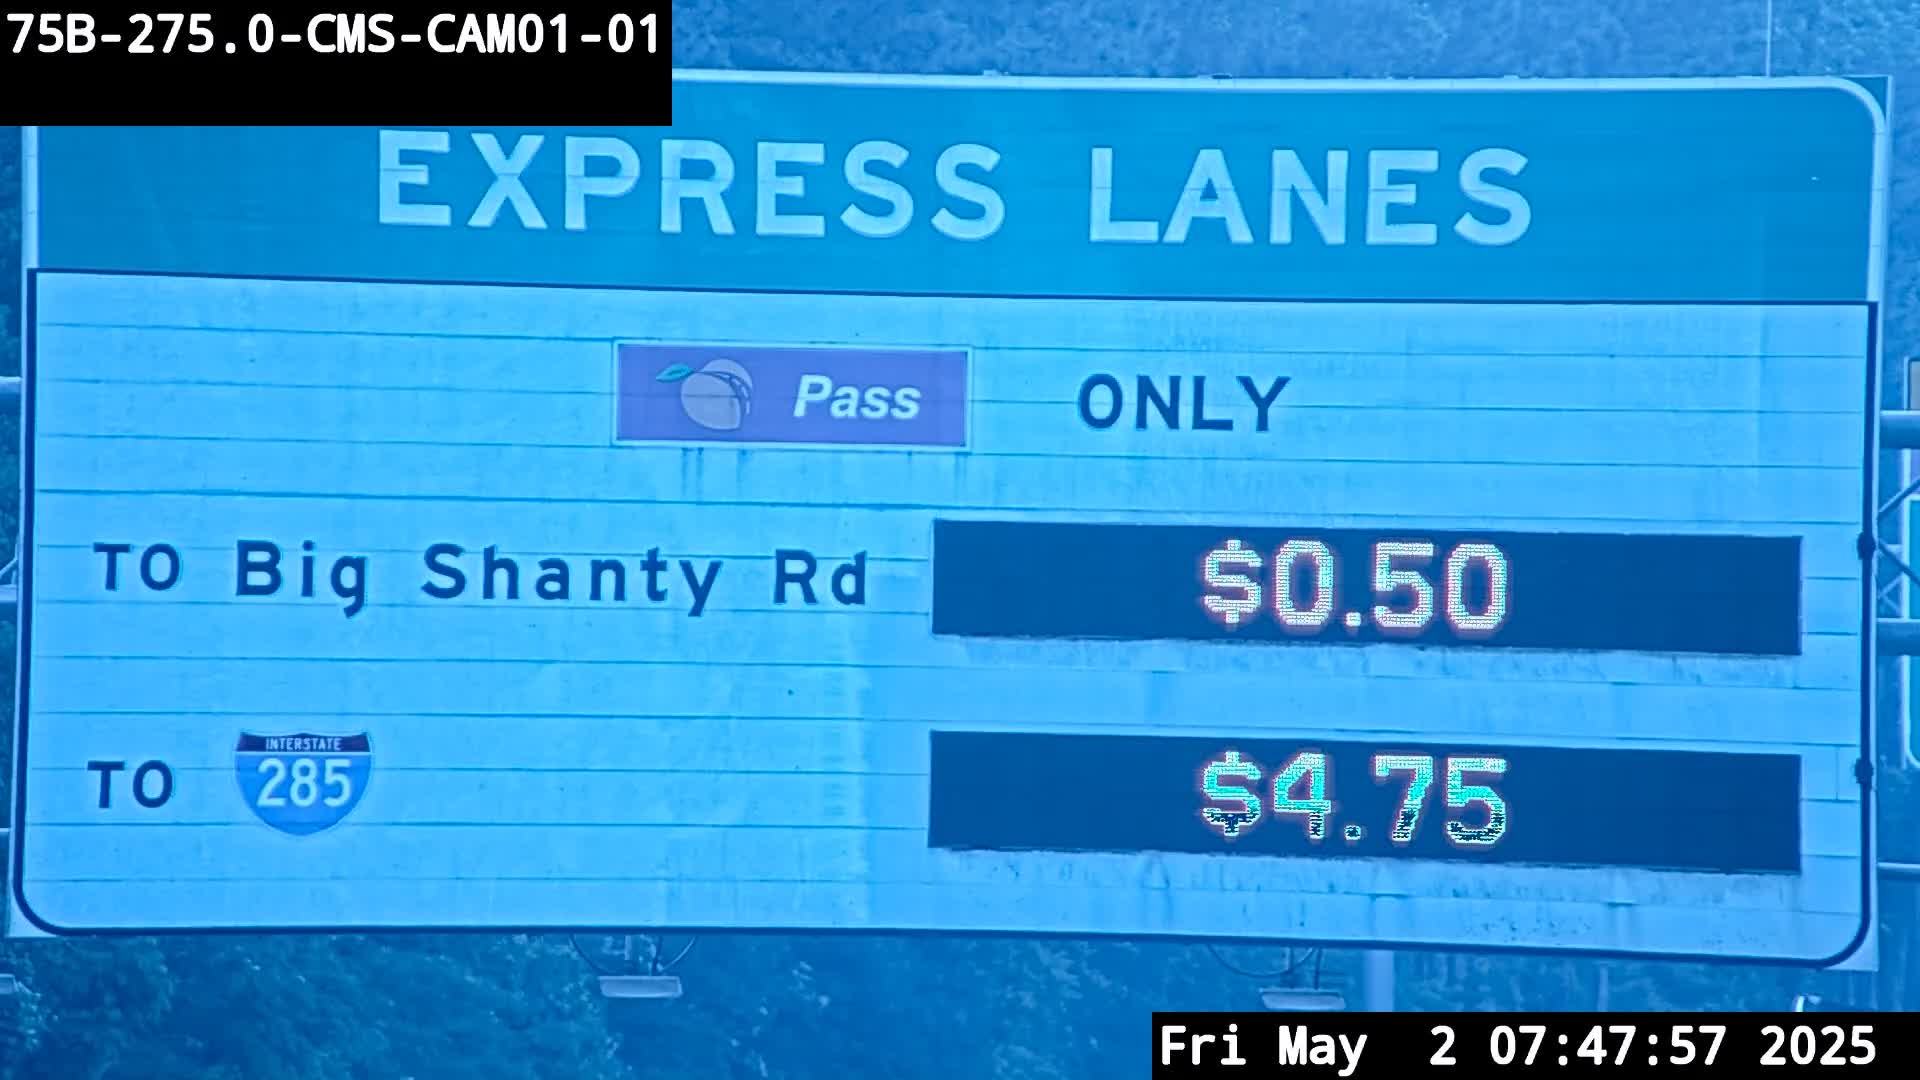 75B-275.0-CMS-CAM01-01
EXPRESS LANES
Pass ONLY
TO Big Shanty Rd $0.50
TO INTERSTATE 285 $4.75
Fri May 2 07:47:57 2025